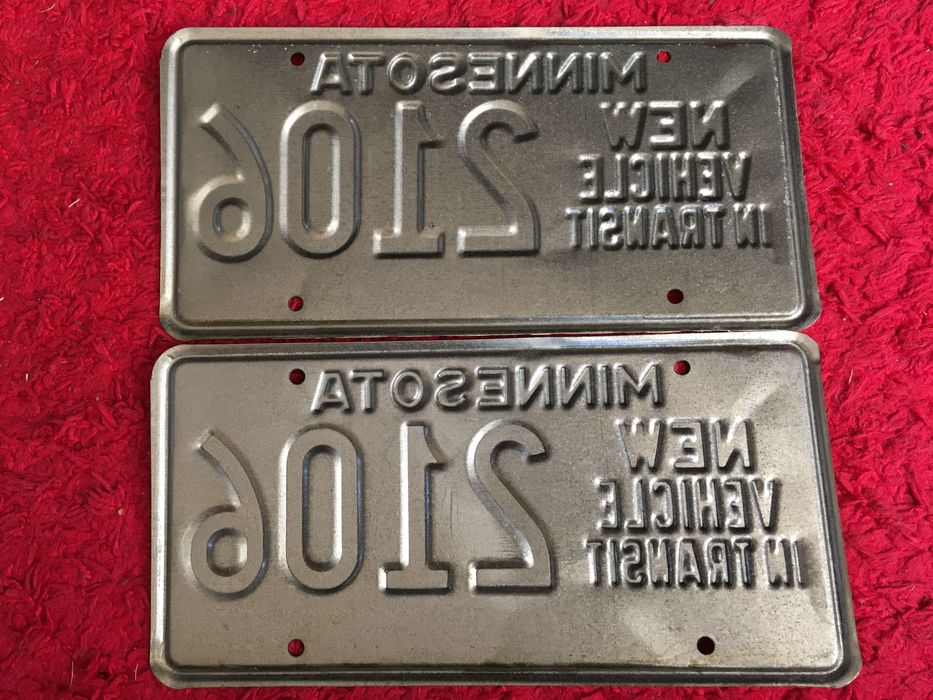 MINNESOTA
NEW
VEHICLE
IN TRANSIT
2106
MINNESOTA
NEW
VEHICLE
IN TRANSIT
2106